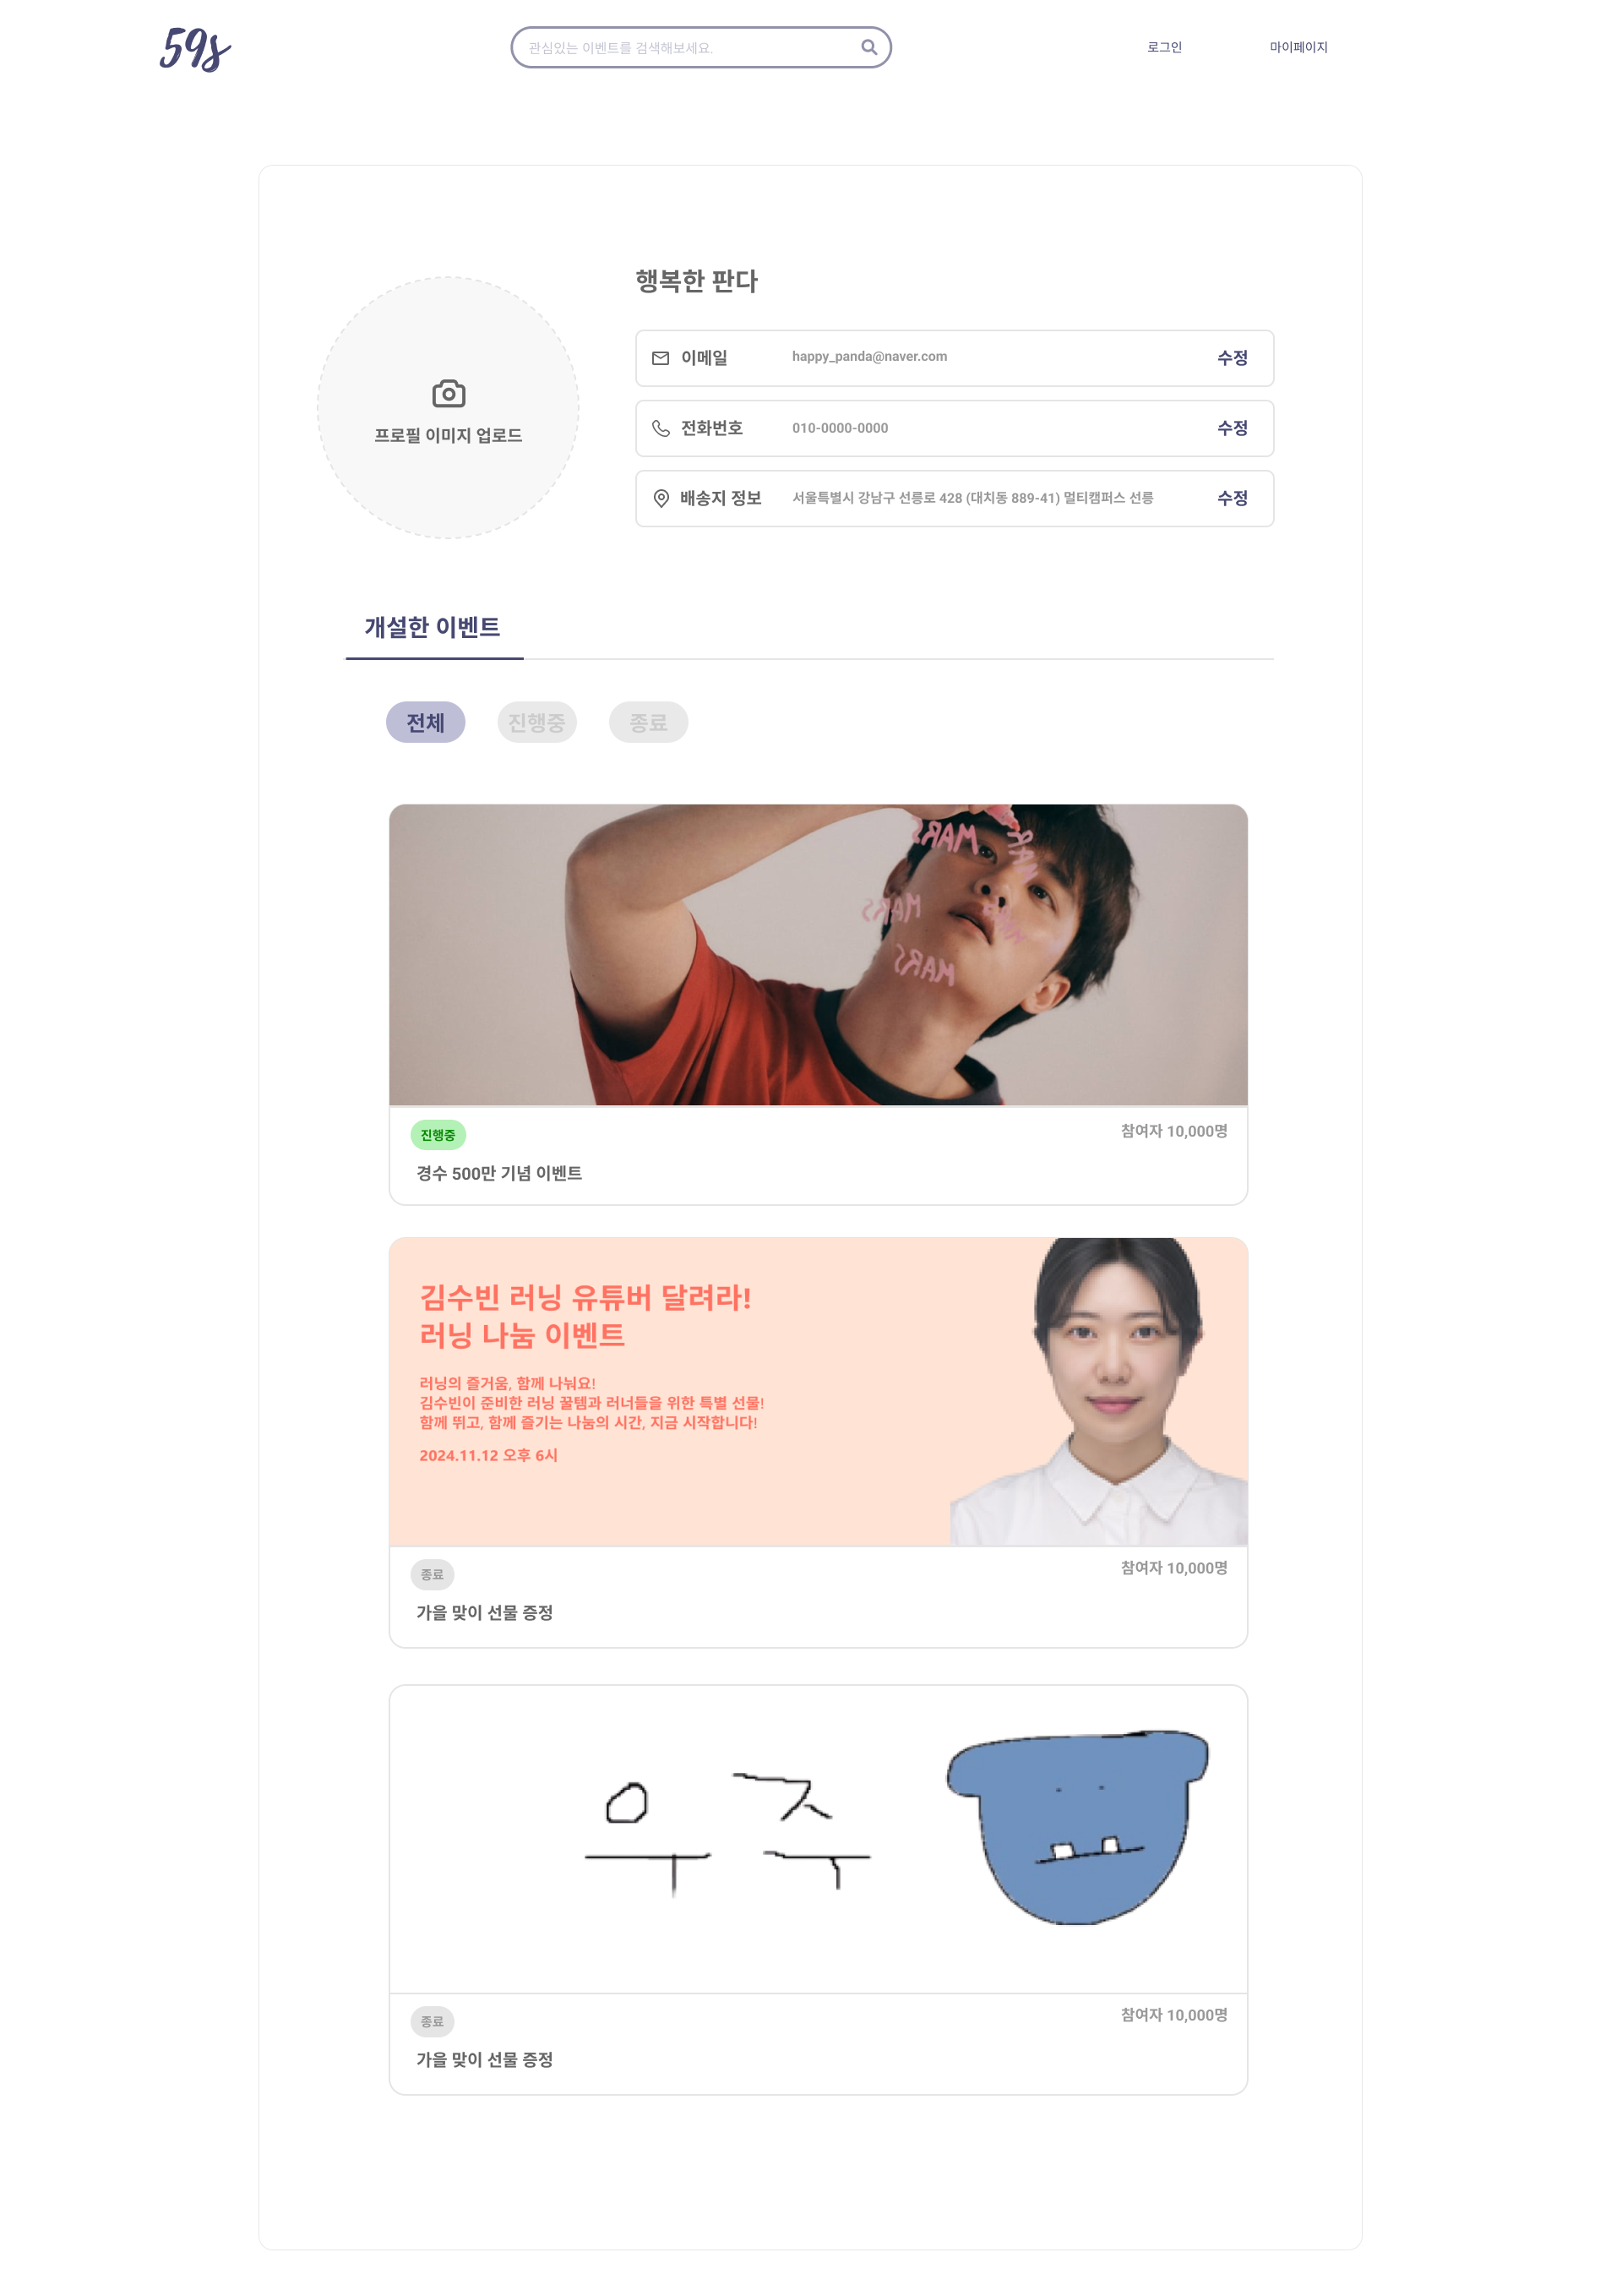 59s
관심있는 이벤트를 검색해보세요.
로그인
마이페이지
행복한 판다
프로필 이미지 업로드
이메일 happy_panda@naver.com 수정
전화번호 010-0000-0000 수정
배송지 정보 서울특별시 강남구 선릉로 428 (대치동 889-41) 멀티캠퍼스 선릉 수정
개설한 이벤트
전체 진행중 종료
MARS
MARS
MARS
진행중
참여자 10,000명
경수 500만 기념 이벤트
김수빈 러닝 유튜버 달려라!
러닝 나눔 이벤트
러닝의 즐거움, 함께 나눠요!
김수빈이 준비한 러닝 꿀템과 러너들을 위한 특별 선물!
함께 뛰고, 함께 즐기는 나눔의 시간, 지금 시작합니다!
2024.11.12 오후 6시
종료
참여자 10,000명
가을 맞이 선물 증정
우주
종료
참여자 10,000명
가을 맞이 선물 증정